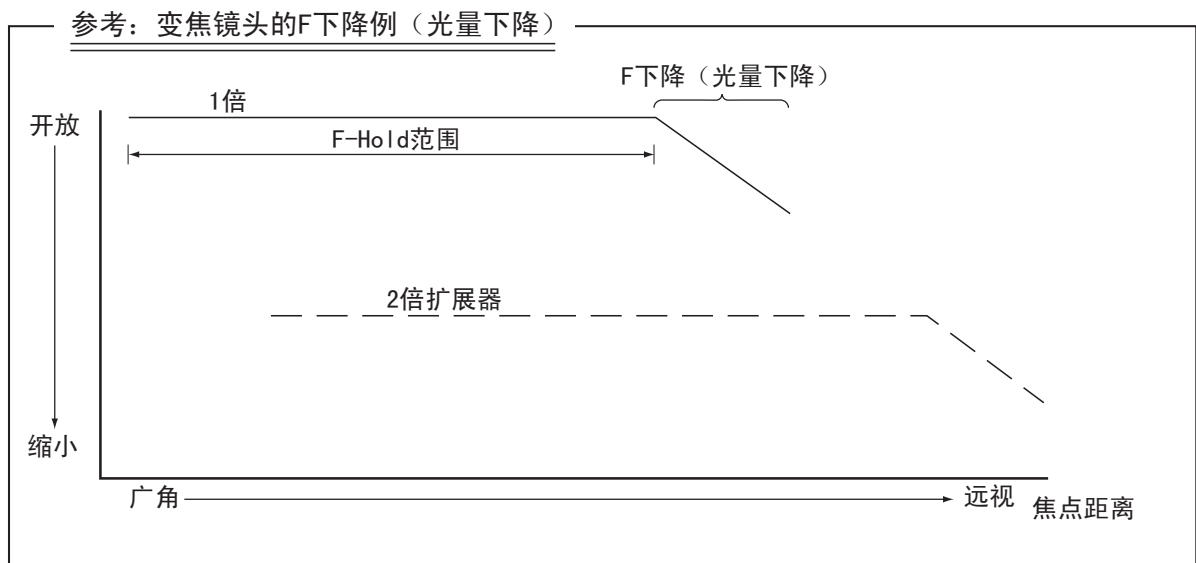 参考：变焦镜头的F下降例（光量下降）
F下降（光量下降）
1倍
开放
F-Hold范围
2倍扩展器
缩小
广角
远视
焦点距离